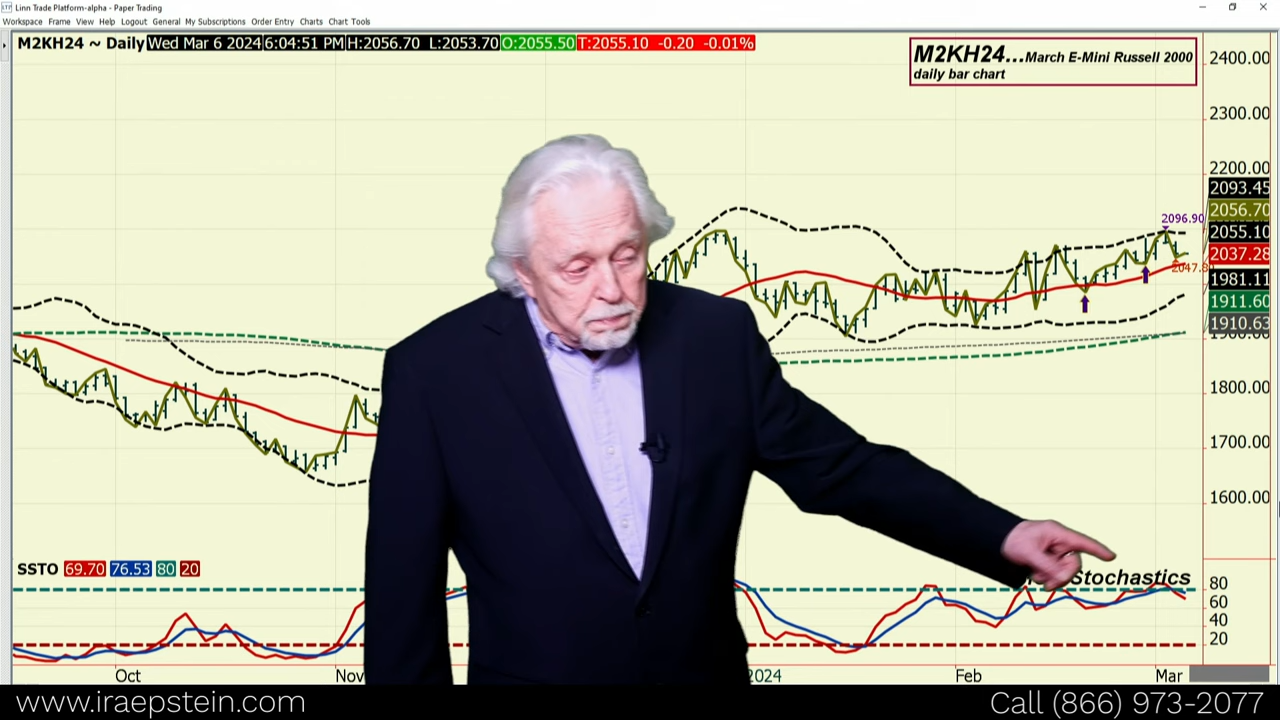 Linn Trade Platform-alpha - Paper Trading
Workspace Frame View Help Logout General My Subscriptions Order Entry Charts Chart Tools
M2KH24 ~ Daily Wed Mar 6 2024 6:04:51 PM H:2056.70 L:2053.70 O:2055.50 T:2055.10 -0.20 -0.01%
M2KH24...March E-Mini Russell 2000
daily bar chart
2400.00
2300.00
2200.00
2093.45
2096.90
2056.70
2055.10
2037.28
2047.8
1981.11
1911.60
1910.63
1800.00
1700.00
1600.00
SSTO 69.70 76.53 80 20
Stochastics
80
60
40
20
Oct Nov 2024 Feb Mar
www.iraepstein.com Call (866) 973-2077